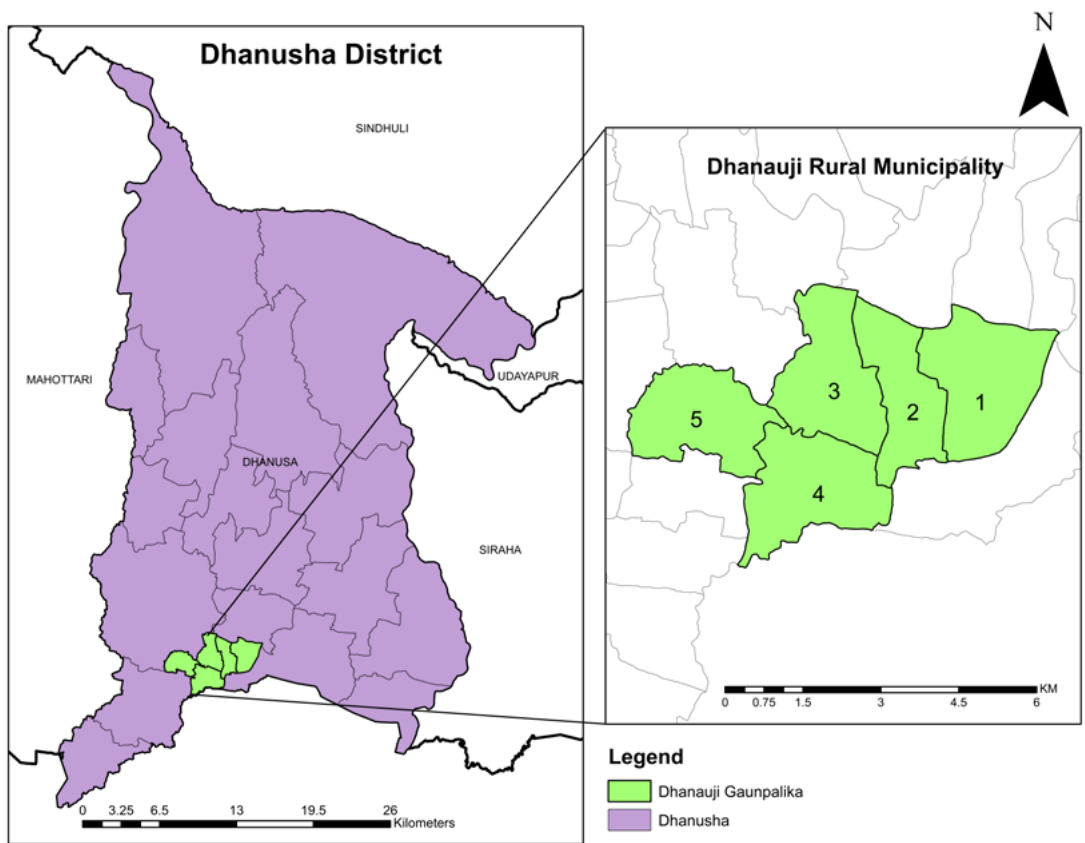 Dhanusha District
SINDHULI
MAHOTTARI
UDAYAPUR
DHANUSA
SIRAHA
0 3.25 6.5 13 19.5 26
Kilometers
N
Dhanauji Rural Municipality
1
2
3
4
5
KM
0 0.75 1.5 3 4.5 6
Legend
Dhanauji Gaunpalika
Dhanusha